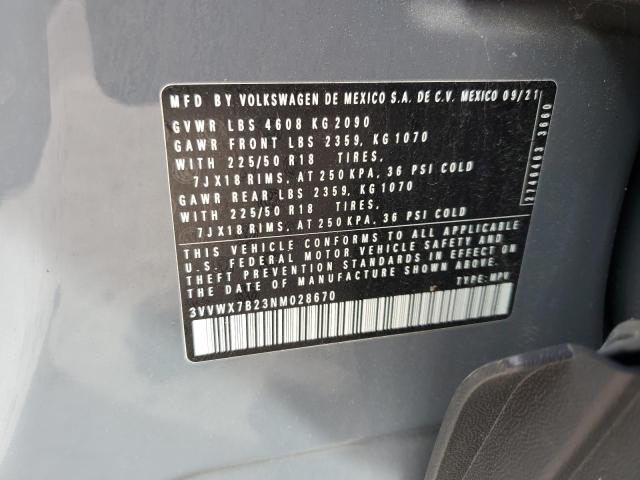 MFD BY VOLKSWAGEN DE MEXICO S.A. DE C.V. MEXICO 09/21
GVWR LBS 4608 KG 2090
GAWR FRONT LBS 2359, KG 1070
WITH 225/50 R18 TIRES,
7JX18 RIMS, AT 250 KPA, 36 PSI COLD
GAWR REAR LBS 2359, KG 1070
WITH 225/50 R18 TIRES,
7JX18 RIMS, AT 250 KPA, 36 PSI COLD
THIS VEHICLE CONFORMS TO ALL APPLICABLE
U.S. FEDERAL MOTOR VEHICLE SAFETY AND
THEFT PREVENTION STANDARDS IN EFFECT ON
THE DATE OF MANUFACTURE SHOWN ABOVE.
3VVWX7B23NM028670 TYPE: MPV
2746463 3660